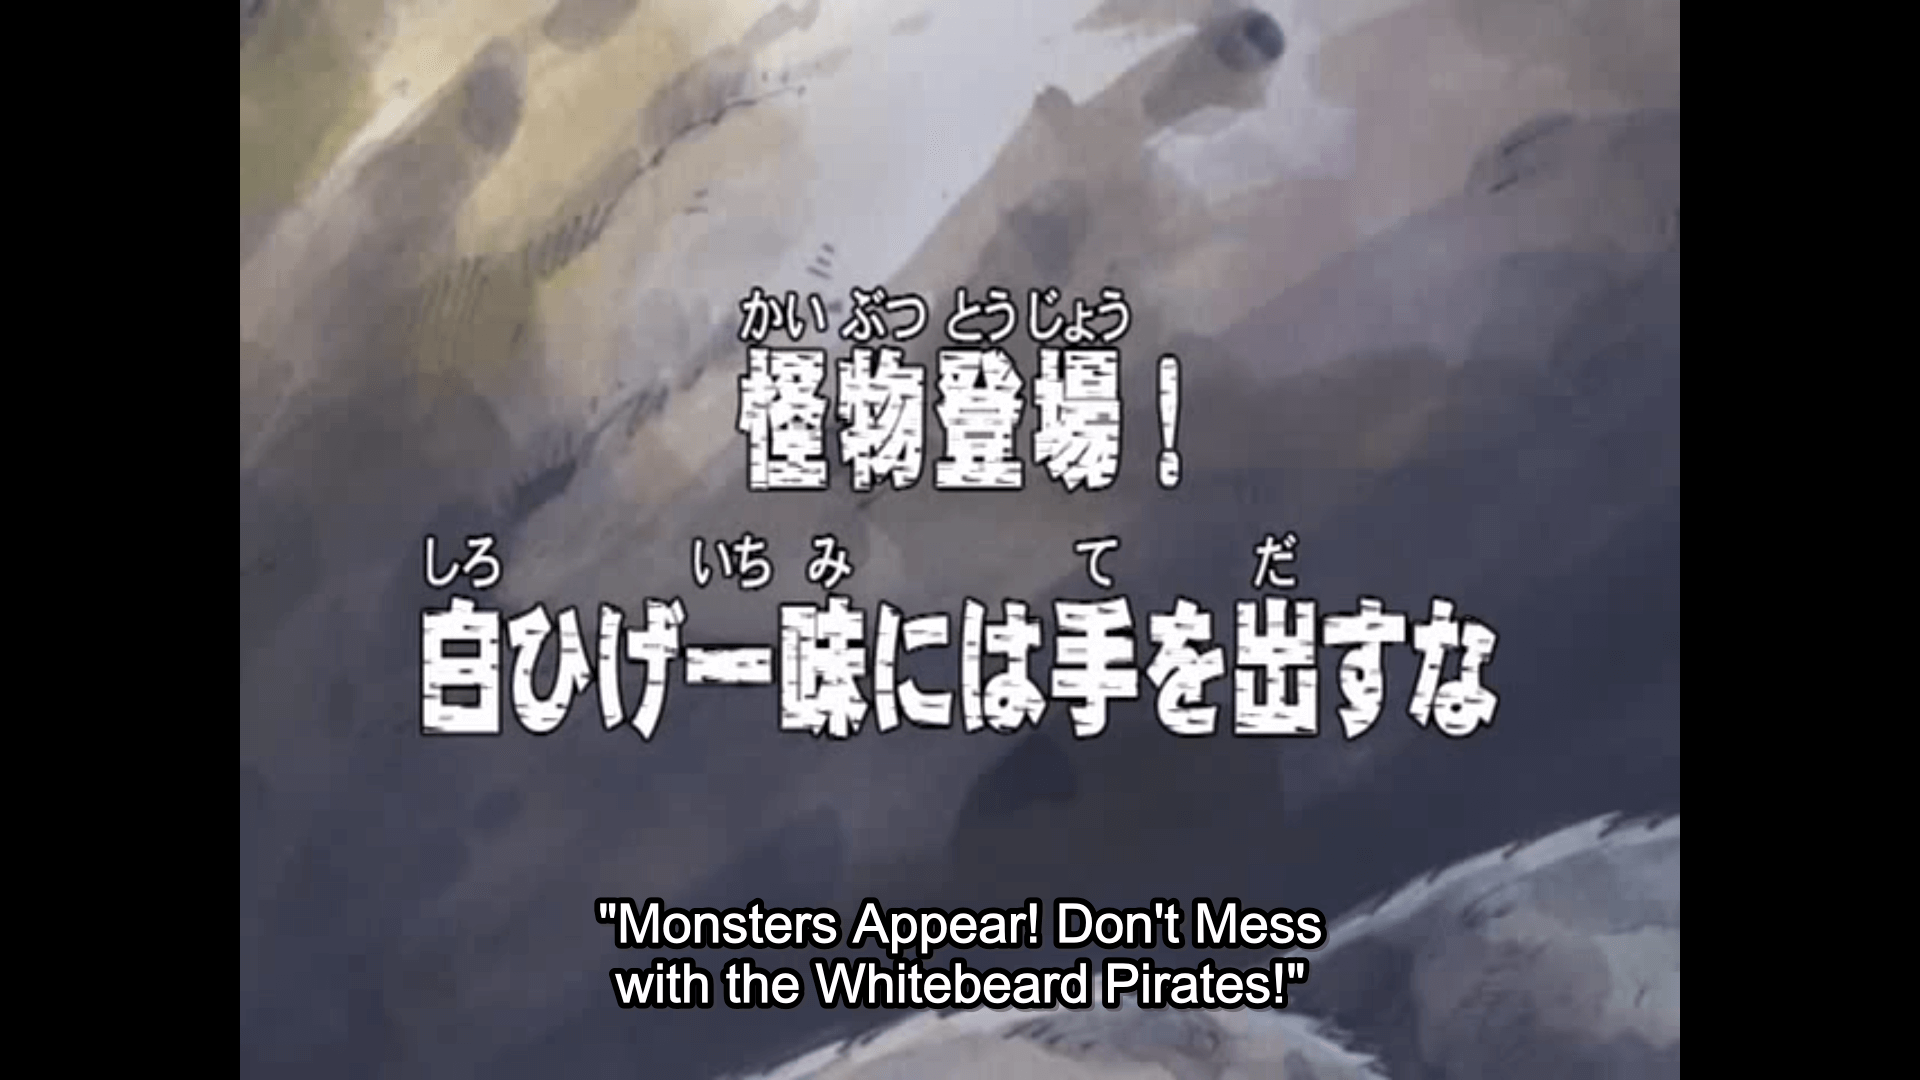 かいぶつとうじょう
怪物登場！
しろ いちみ て だ
白ひげ一味には手を出すな
"Monsters Appear! Don't Mess
with the Whitebeard Pirates!"